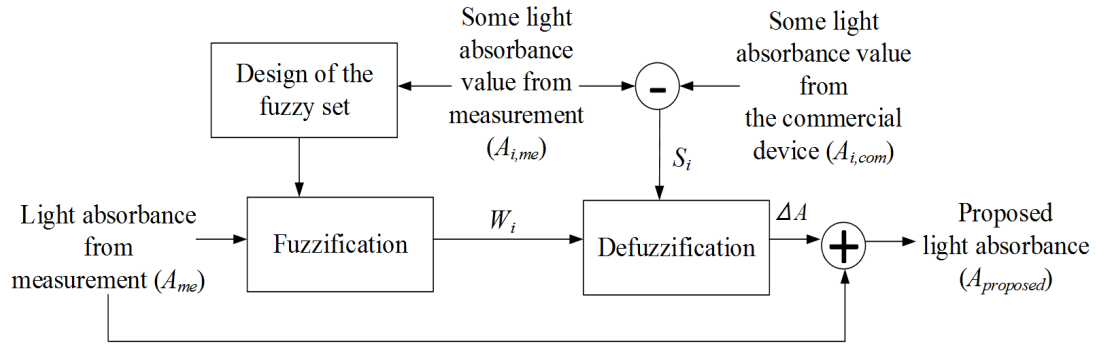 Design of the
fuzzy set
Some light
absorbance
value from
measurement
(A_{i,me})
-
Some light
absorbance value
from
the commercial
device (A_{i,com})
S_i
Light absorbance
from
measurement (A_{me})
Fuzzification
W_i
Defuzzification
ΔA
+
Proposed
light absorbance
(A_{proposed})